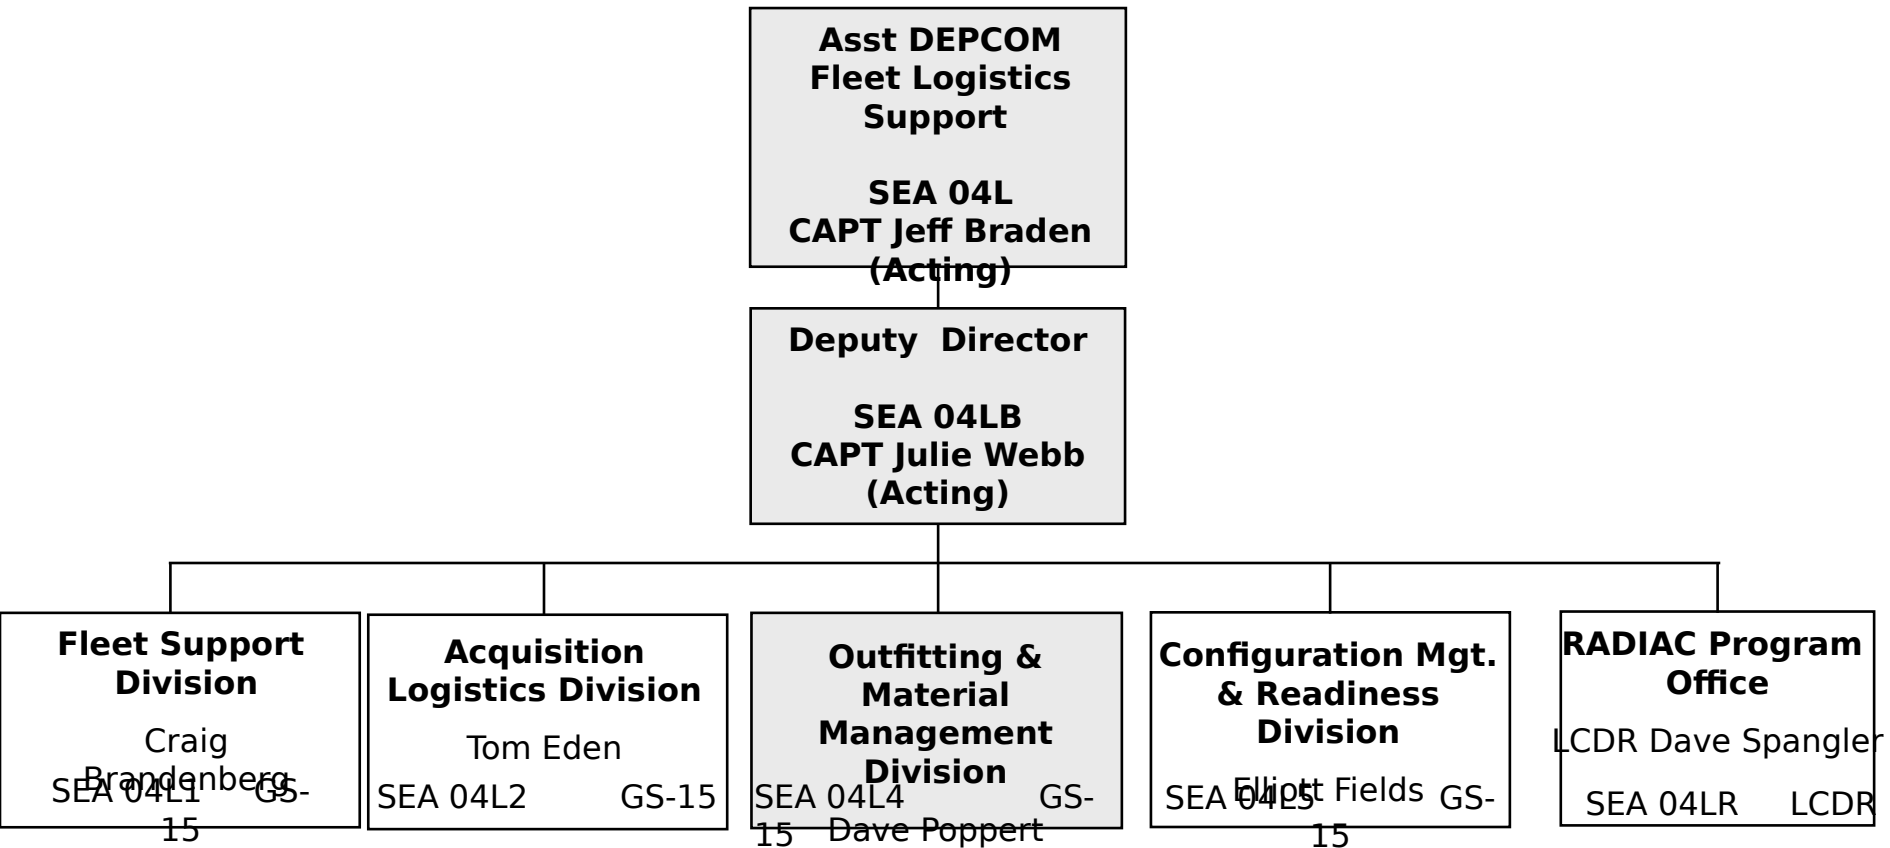 Asst DEPCOM
Fleet Logistics
Support
SEA 04L
CAPT Jeff Braden
(Acting)
Deputy  Director
SEA 04LB
CAPT Julie Webb
(Acting)
Fleet Support
Division
Craig
Brandenberg
SEA 04L1 GS-
15
Acquisition
Logistics Division
Tom Eden
SEA 04L2 GS-15
Outfitting &
Material
Management
Division
SEA 04L4 GS-
15
Dave Poppert
Configuration Mgt.
& Readiness
Division
Elliott Fields
SEA 04L5 GS-
15
RADIAC Program
Office
LCDR Dave Spangler
SEA 04LR LCDR